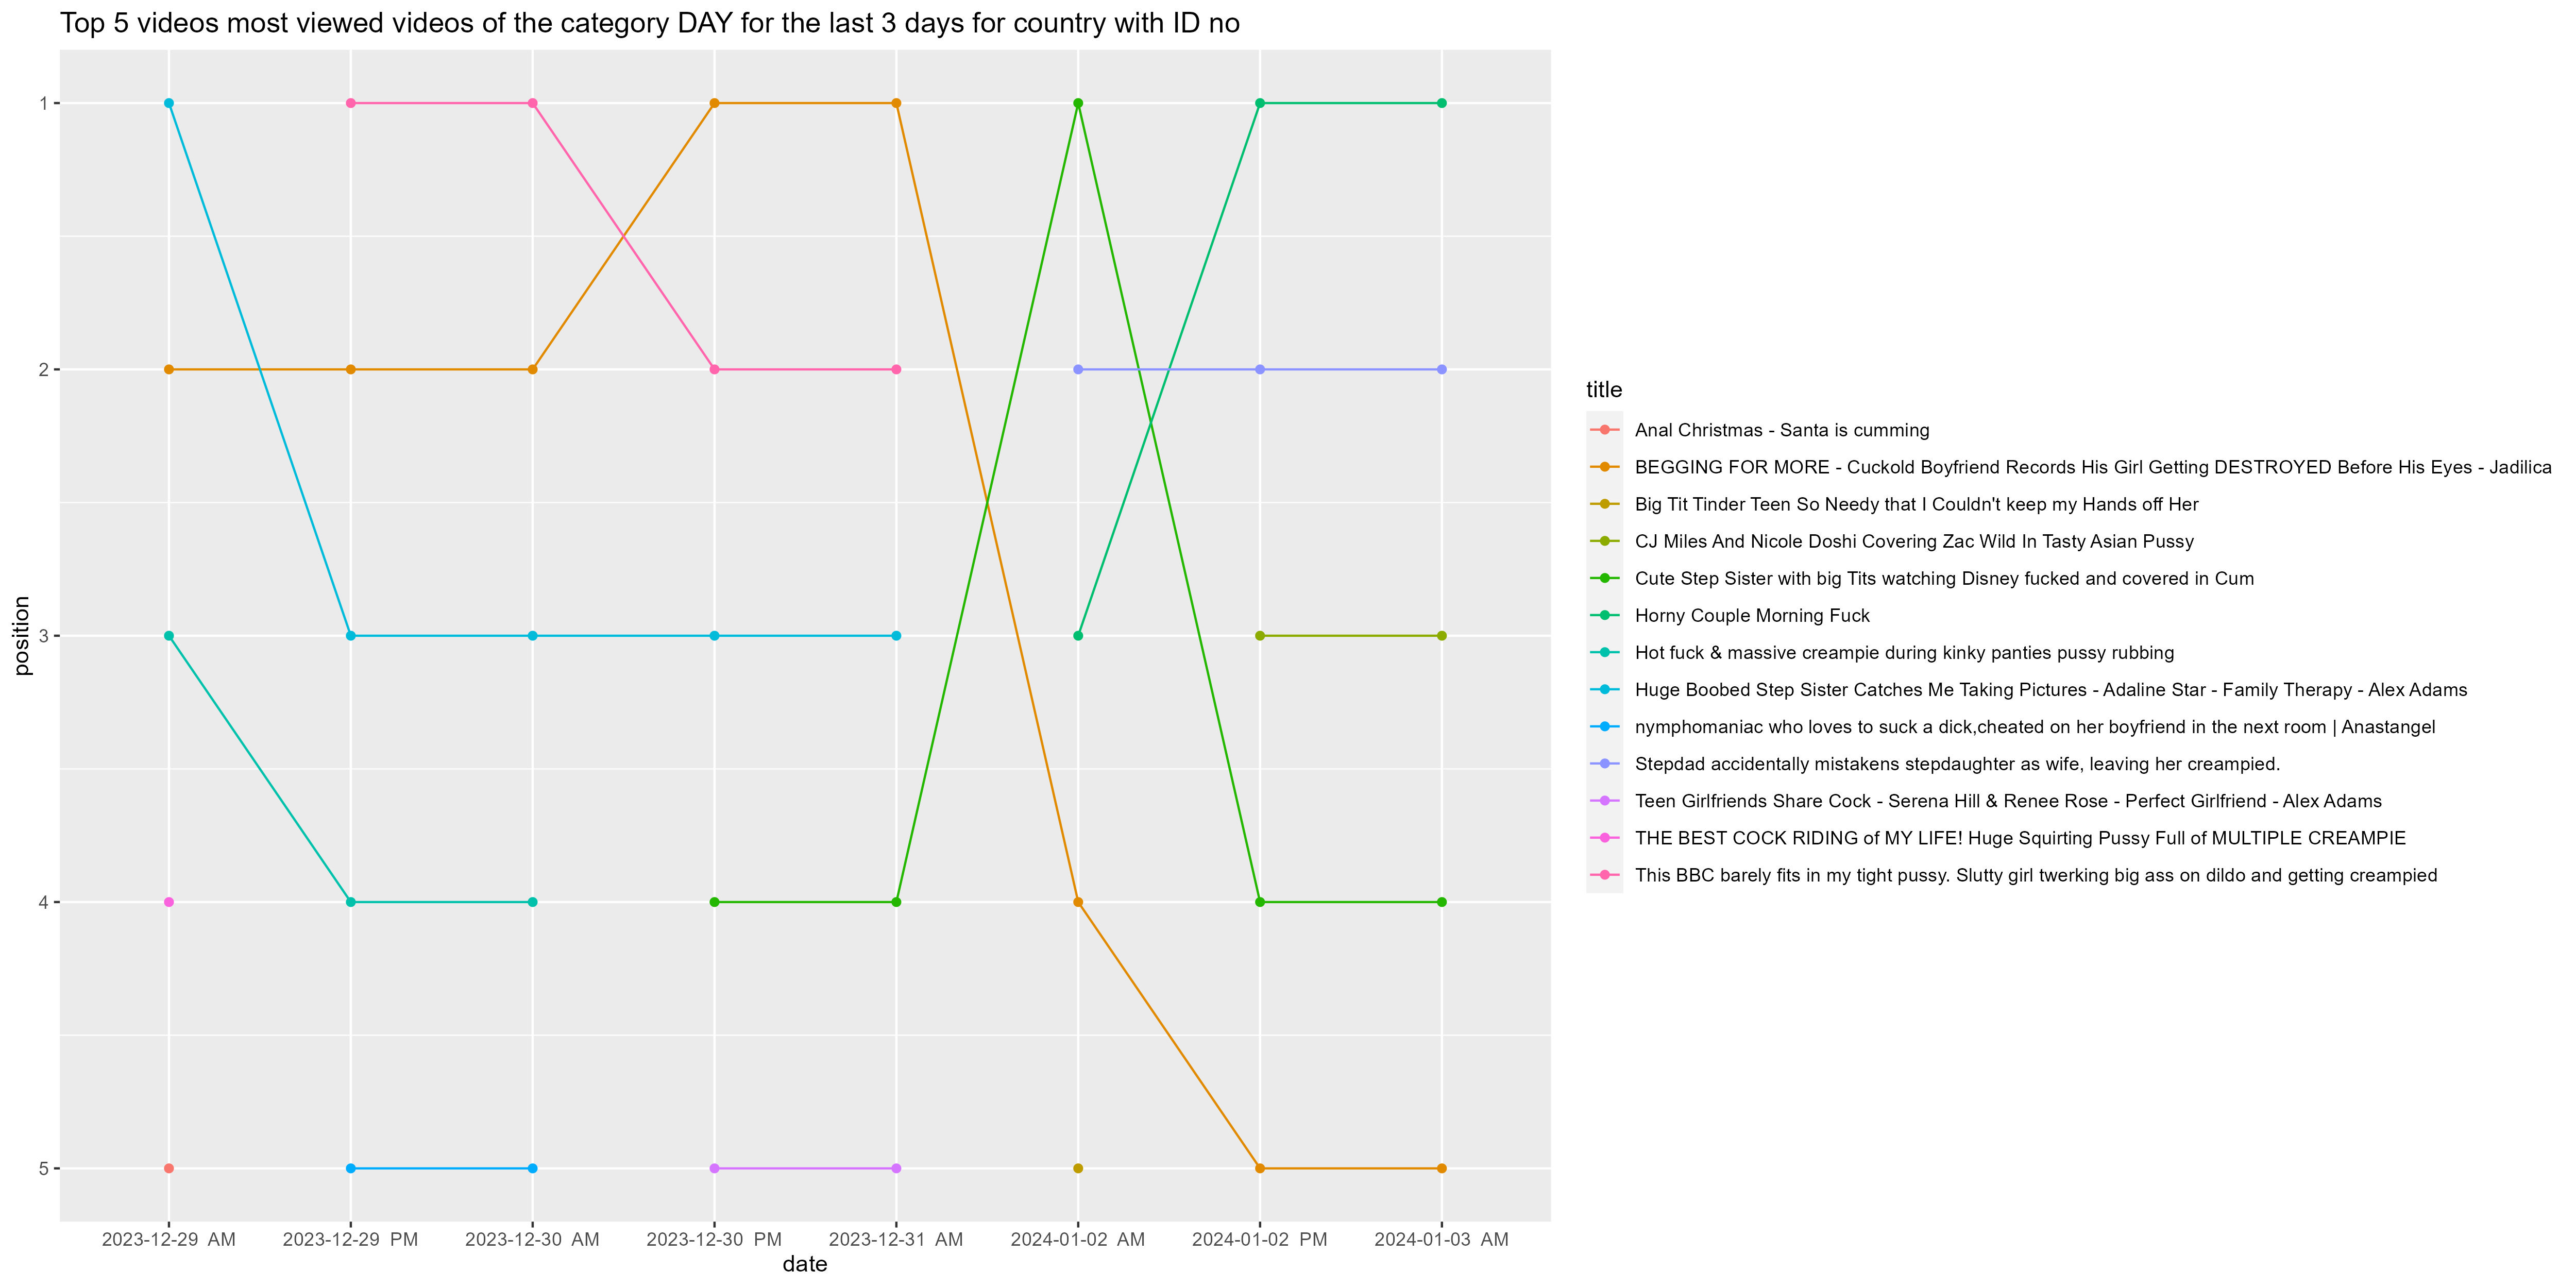 Top 5 videos most viewed videos of the category DAY for the last 3 days for country with ID no
position
1
2
3
4
5
2023-12-29 AM
2023-12-29 PM
2023-12-30 AM
2023-12-30 PM
2023-12-31 AM
2024-01-02 AM
2024-01-02 PM
2024-01-03 AM
date
title
Anal Christmas - Santa is cumming
BEGGING FOR MORE - Cuckold Boyfriend Records His Girl Getting DESTROYED Before His Eyes - Jadilica
Big Tit Tinder Teen So Needy that I Couldn't keep my Hands off Her
CJ Miles And Nicole Doshi Covering Zac Wild In Tasty Asian Pussy
Cute Step Sister with big Tits watching Disney fucked and covered in Cum
Horny Couple Morning Fuck
Hot fuck & massive creampie during kinky panties pussy rubbing
Huge Boobed Step Sister Catches Me Taking Pictures - Adaline Star - Family Therapy - Alex Adams
nymphomaniac who loves to suck a dick,cheated on her boyfriend in the next room | Anastangel
Stepdad accidentally mistakens stepdaughter as wife, leaving her creampied.
Teen Girlfriends Share Cock - Serena Hill & Renee Rose - Perfect Girlfriend - Alex Adams
THE BEST COCK RIDING of MY LIFE! Huge Squirting Pussy Full of MULTIPLE CREAMPIE
This BBC barely fits in my tight pussy. Slutty girl twerking big ass on dildo and getting creampied